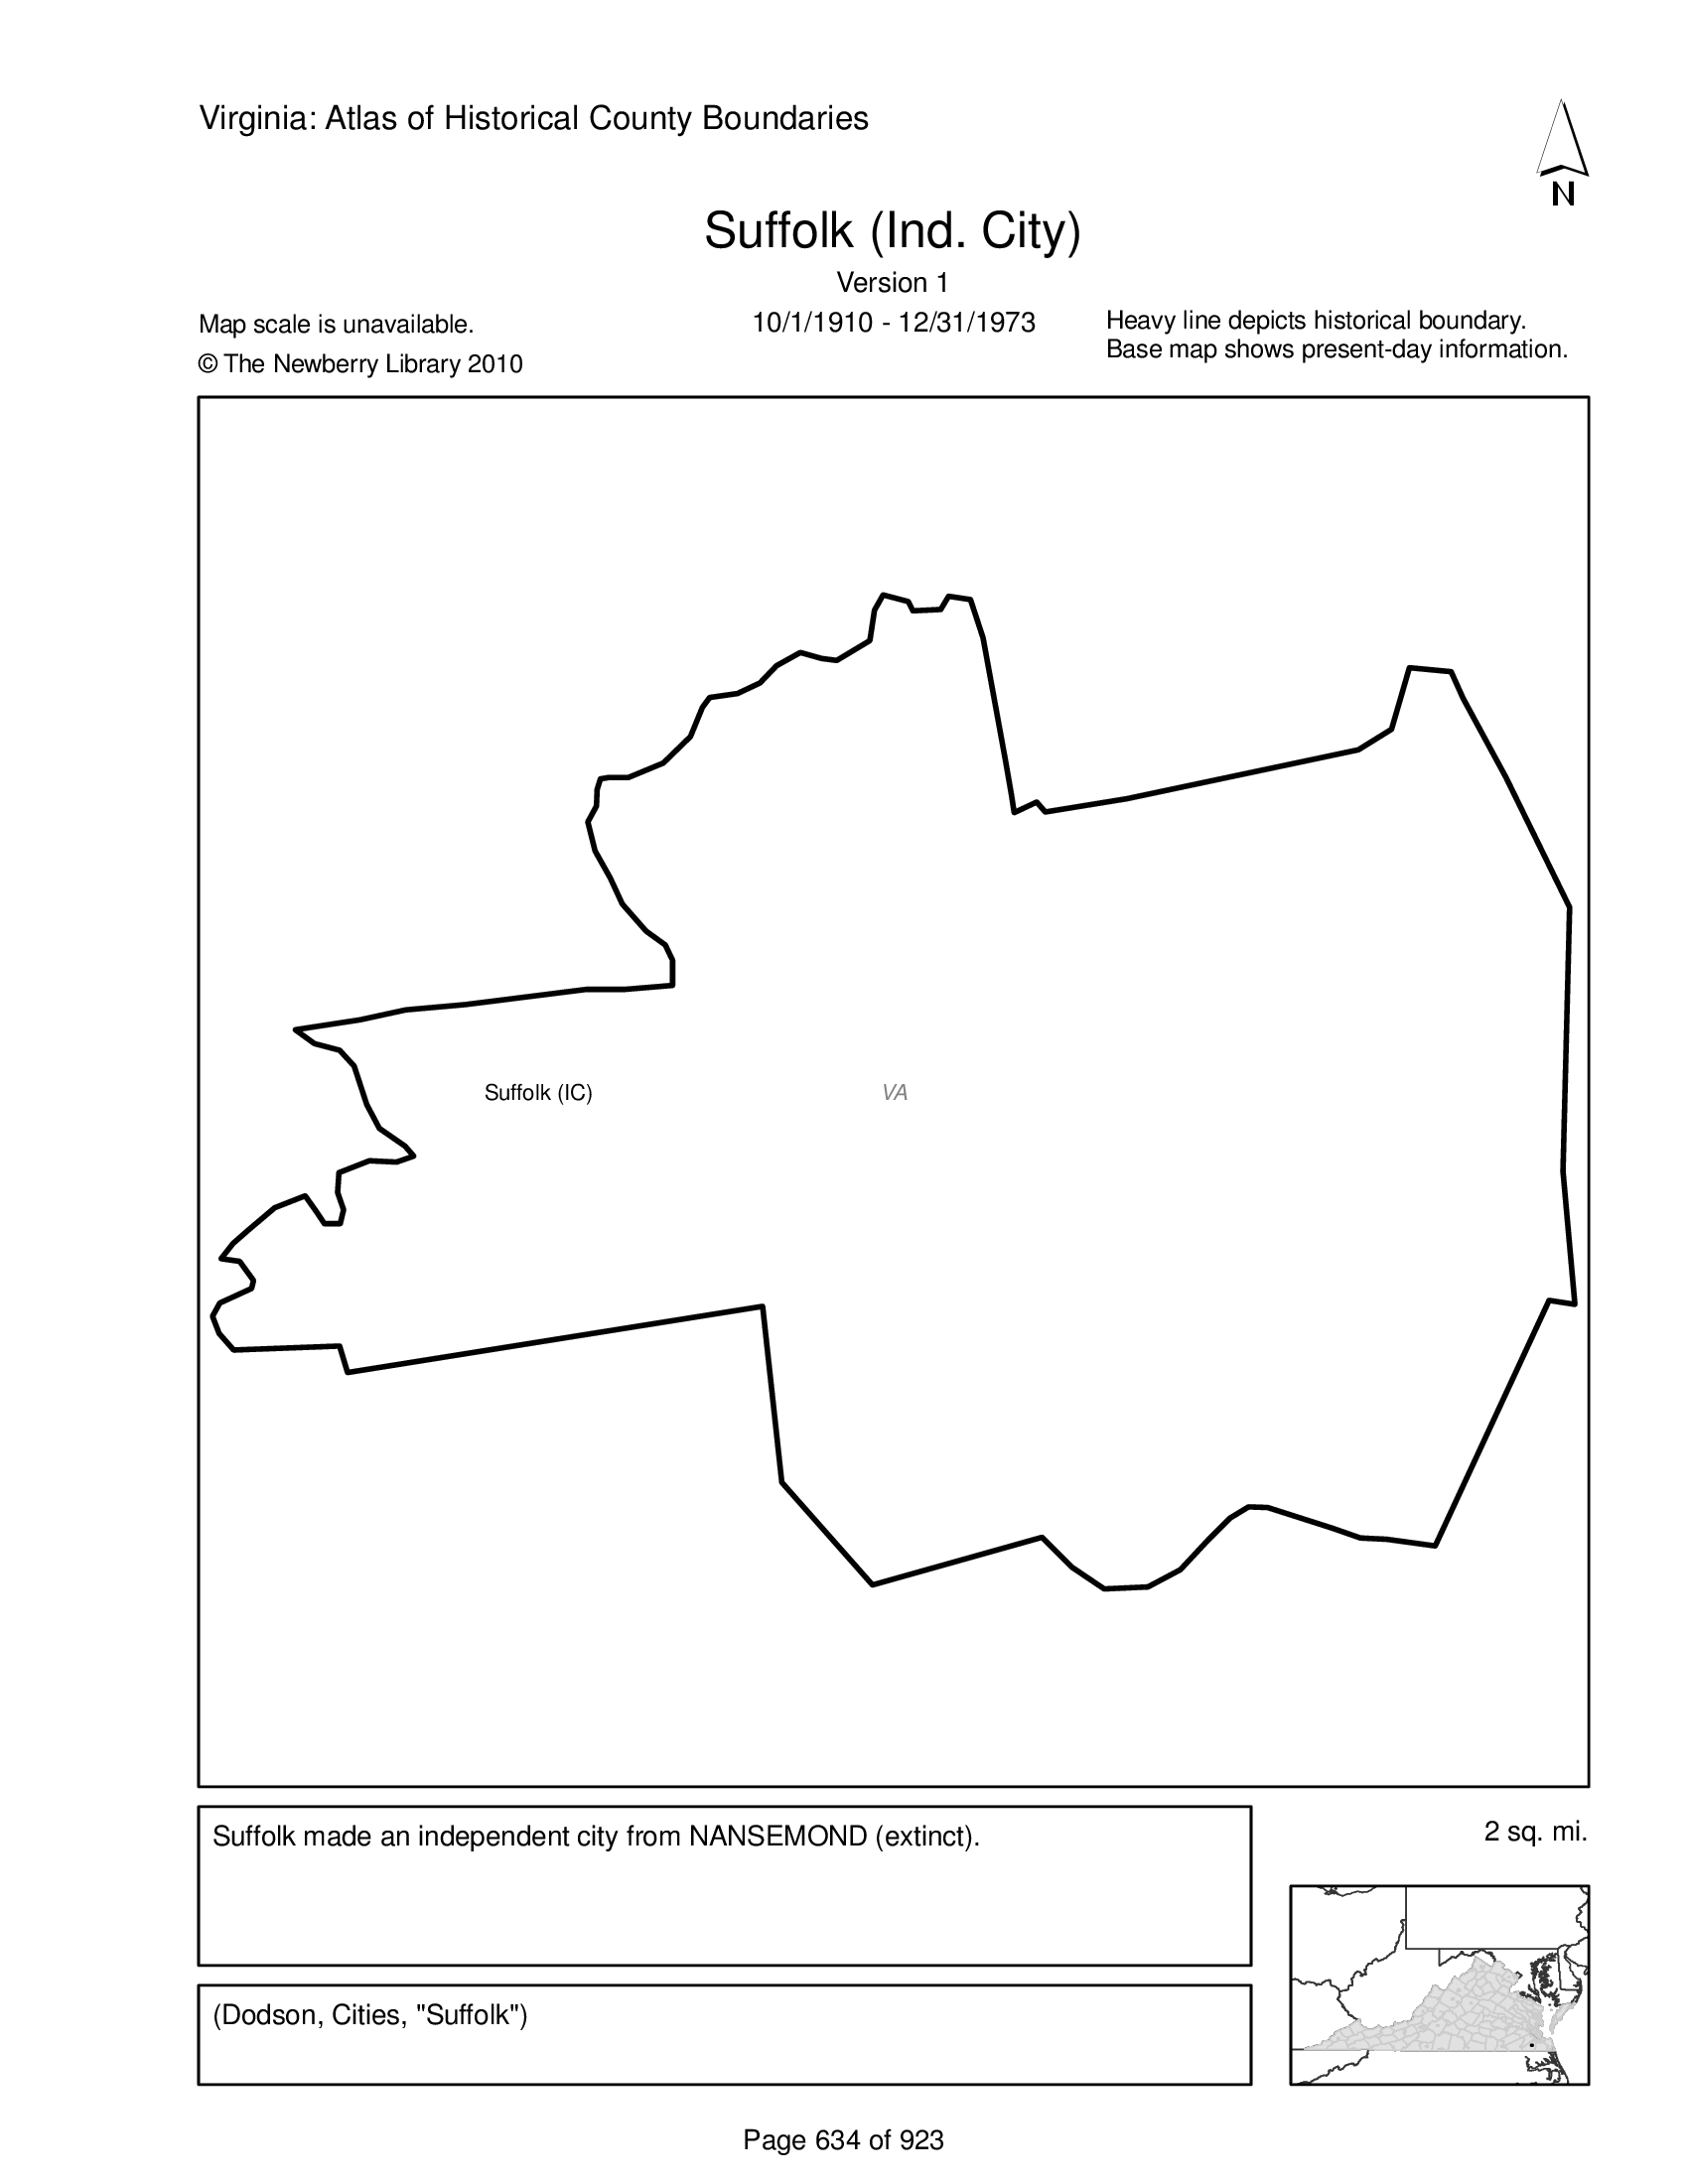 Virginia: Atlas of Historical County Boundaries
N
Suffolk (Ind. City)
Version 1
Map scale is unavailable.
10/1/1910 - 12/31/1973
Heavy line depicts historical boundary.
Base map shows present-day information.
© The Newberry Library 2010
Suffolk (IC)
VA
Suffolk made an independent city from NANSEMOND (extinct).
2 sq. mi.
(Dodson, Cities, "Suffolk")
Page 634 of 923